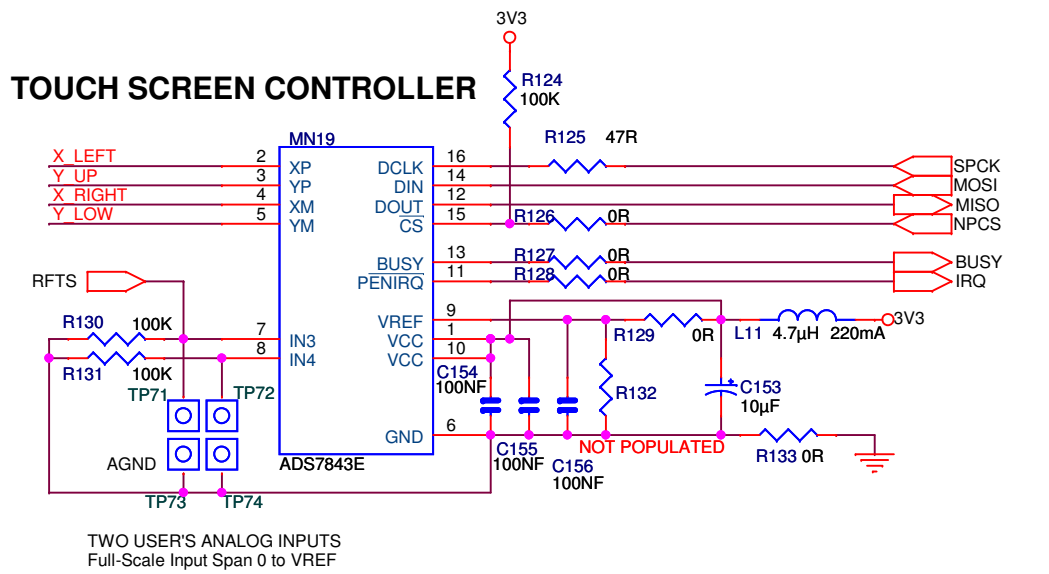 3V3
TOUCH SCREEN CONTROLLER
R124
100K
MN19
R125 47R
X_LEFT 2 XP DCLK 16 SPCK
Y_UP 3 YP DIN 14 MOSI
X_RIGHT 4 XM DOUT 12 MISO
Y_LOW 5 YM CS 15 R126 0R NPCS
BUSY 13 R127 0R BUSY
PENIRQ 11 R128 0R IRQ
RFTS
VREF 9 R129 0R L11 4.7µH 220mA 3V3
R130 100K 7 IN3 VCC 1
8 IN4 VCC 10
R131 100K
C154
100NF
TP71 TP72
R132
C153
10µF
GND 6
NOT POPULATED
AGND
ADS7843E
C155
100NF
C156
100NF
R133 0R
TP73 TP74
TWO USER'S ANALOG INPUTS
Full-Scale Input Span 0 to VREF